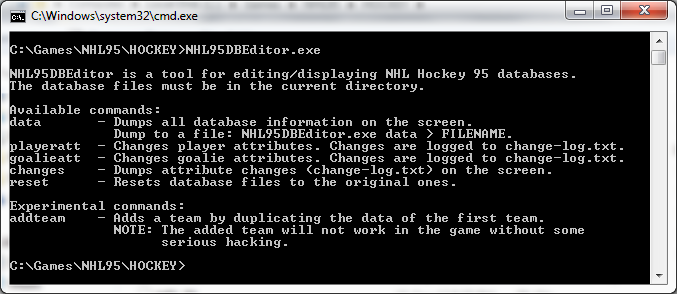 C:\Windows\system32\cmd.exe
C:\Games\NHL95\HOCKEY>NHL95DBEditor.exe
NHL95DBEditor is a tool for editing/displaying NHL Hockey 95 databases.
The database files must be in the current directory.
Available commands:
data - Dumps all database information on the screen.
Dump to a file: NHL95DBEditor.exe data > FILENAME.
playeratt - Changes player attributes. Changes are logged to change-log.txt.
goalieatt - Changes goalie attributes. Changes are logged to change-log.txt.
changes - Dumps attribute changes (change-log.txt) on the screen.
reset - Resets database files to the original ones.
Experimental commands:
addteam - Adds a team by duplicating the data of the first team.
NOTE: The added team will not work in the game without some
serious hacking.
C:\Games\NHL95\HOCKEY>